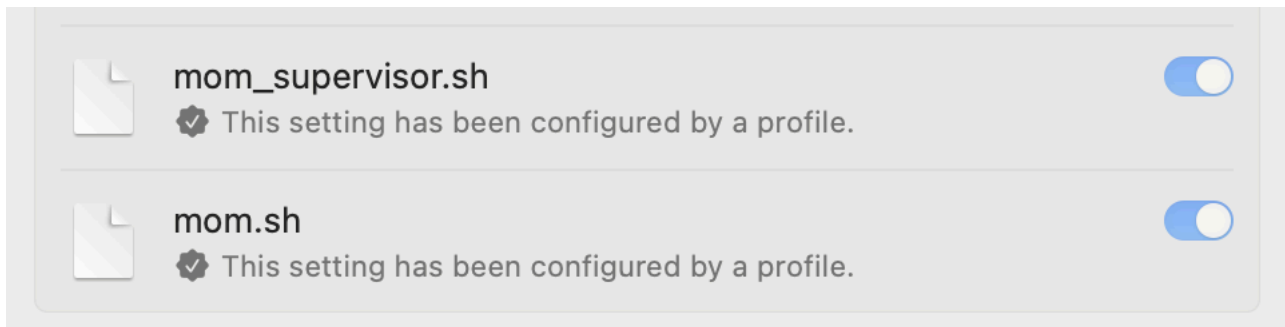 mom_supervisor.sh
This setting has been configured by a profile.
mom.sh
This setting has been configured by a profile.